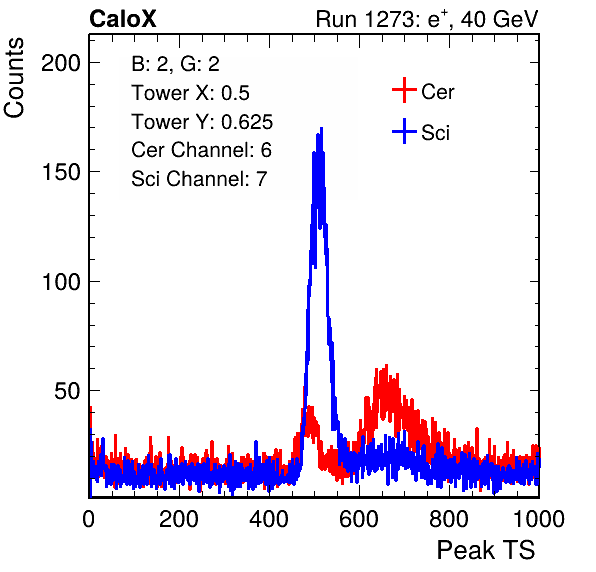 CaloX
Run 1273: e⁺, 40 GeV
Counts
B: 2, G: 2
Tower X: 0.5
Tower Y: 0.625
Cer Channel: 6
Sci Channel: 7
Cer
Sci
200
150
100
50
0 200 400 600 800 1000
Peak TS